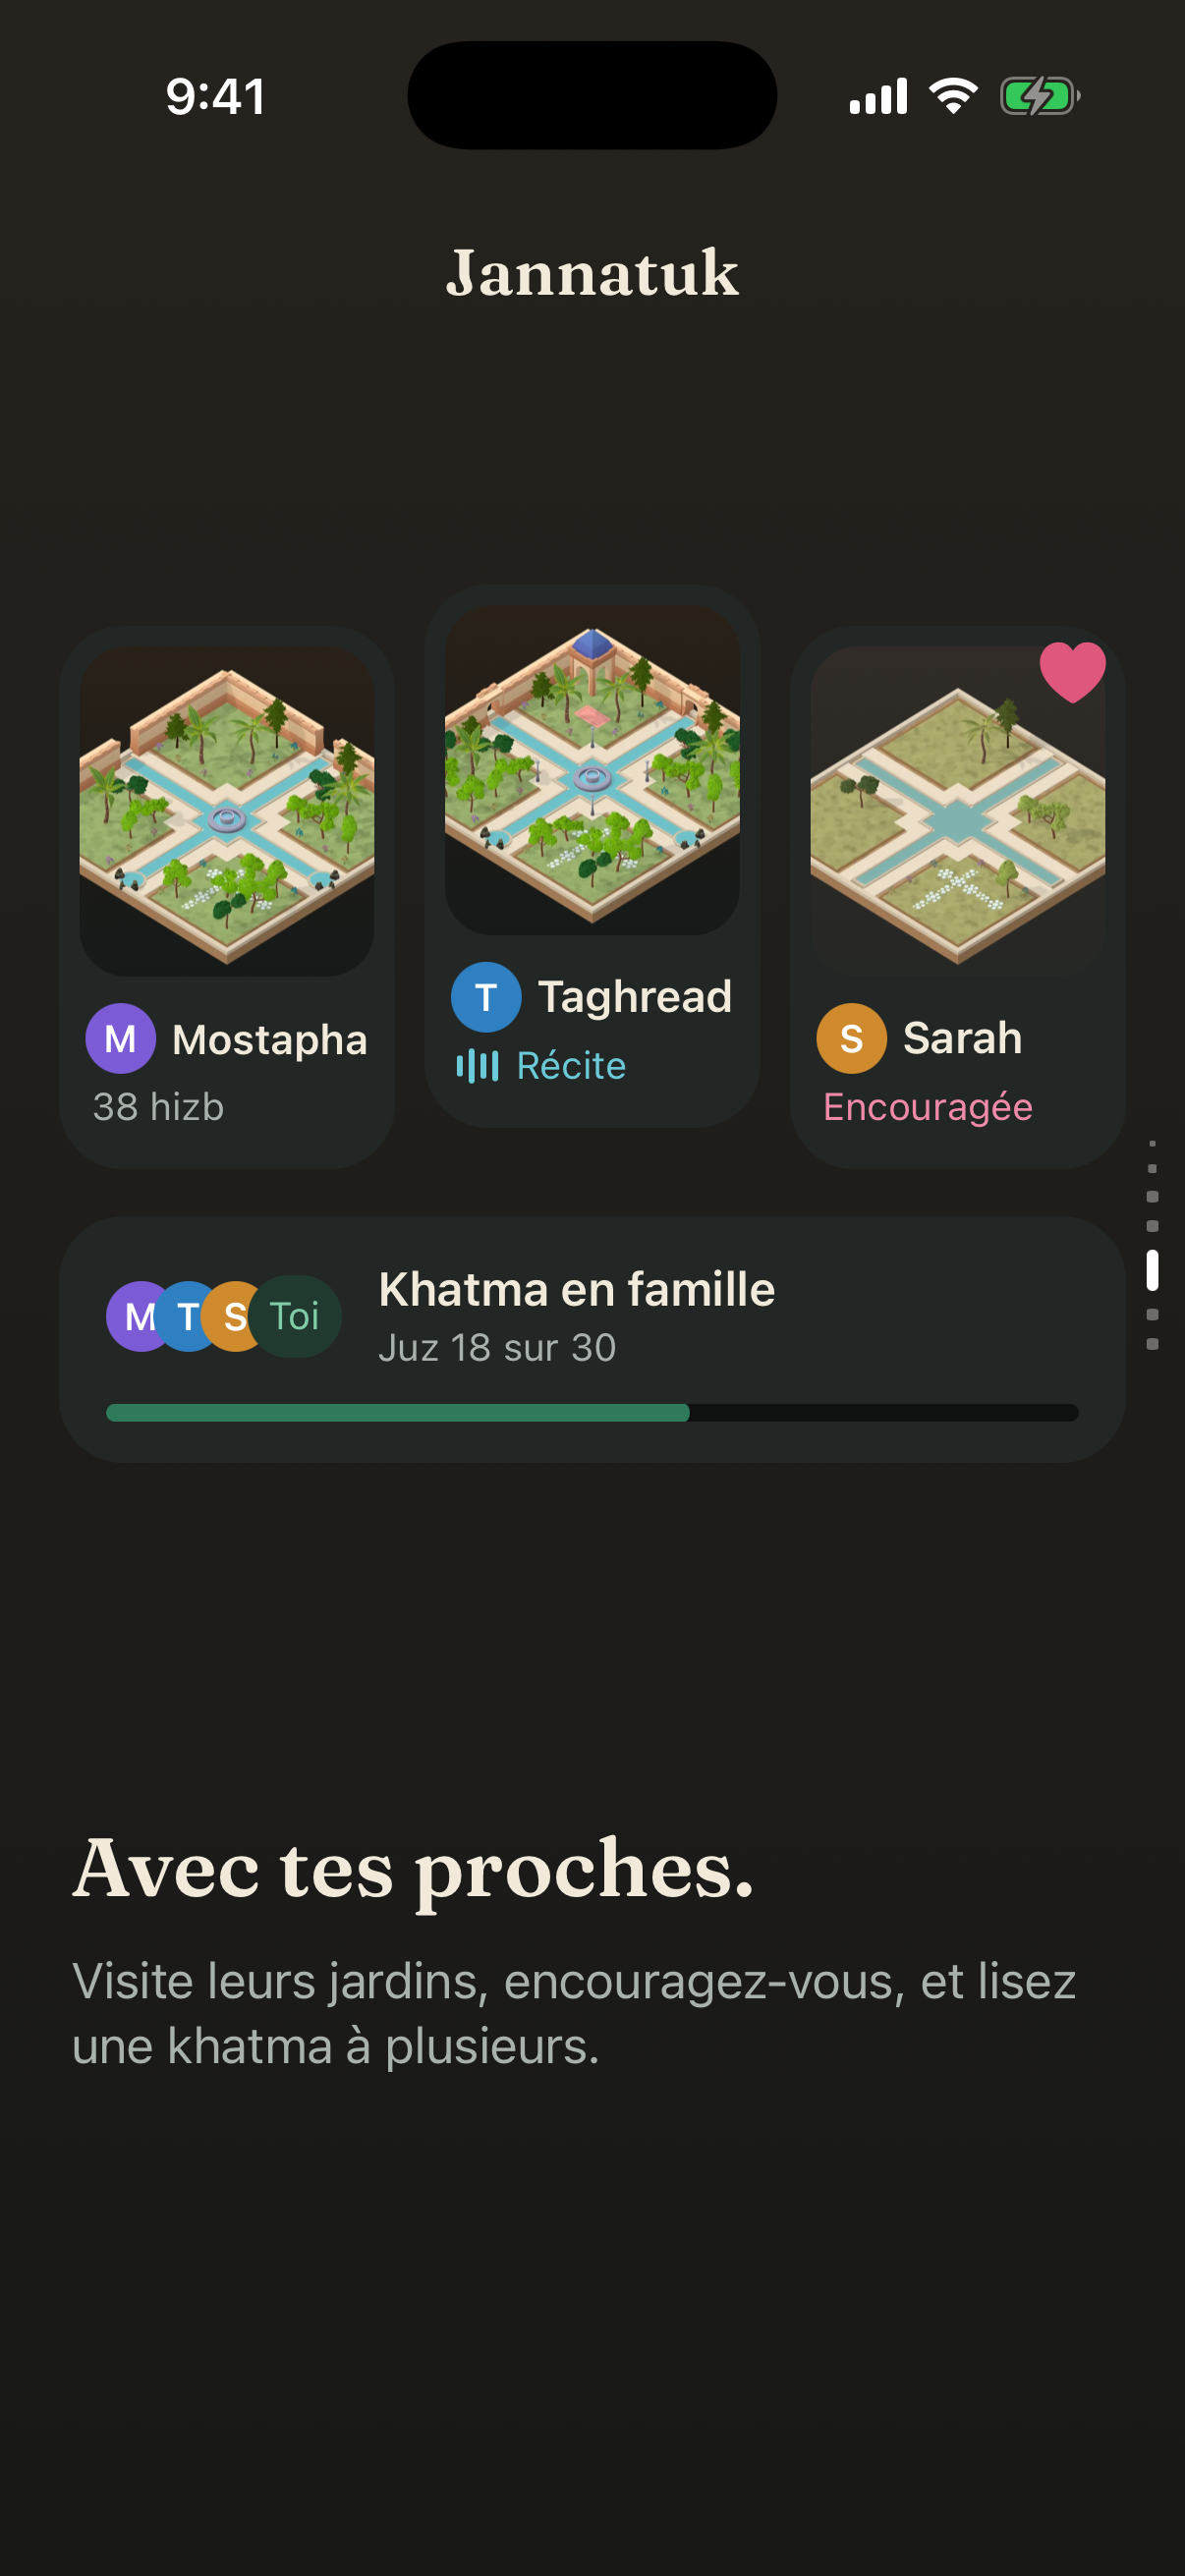 9:41
Jannatuk
M Mostapha
38 hizb
T Taghread
Récite
S Sarah
Encouragée
M T S Toi
Khatma en famille
Juz 18 sur 30
Avec tes proches.
Visite leurs jardins, encouragez-vous, et lisez
une khatma à plusieurs.